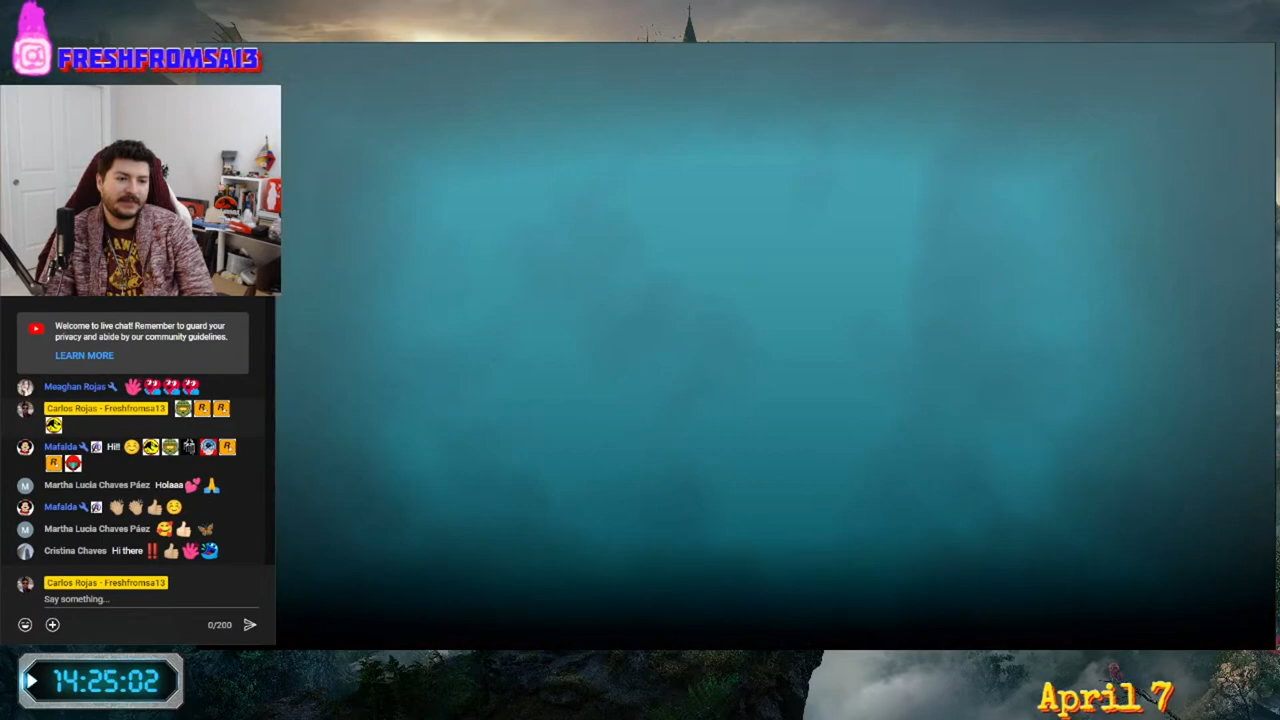 FRESHFROMSA13
Welcome to live chat! Remember to guard your
privacy and abide by our community guidelines.
LEARN MORE
Meaghan Rojas
Carlos Rojas - Freshfromsa13
Mafalda Hi!!
Martha Lucia Chaves Páez Holaaa
Mafalda
Martha Lucia Chaves Páez
Cristina Chaves Hi there
Carlos Rojas - Freshfromsa13
Say something...
0/200
14:25:02
April 7